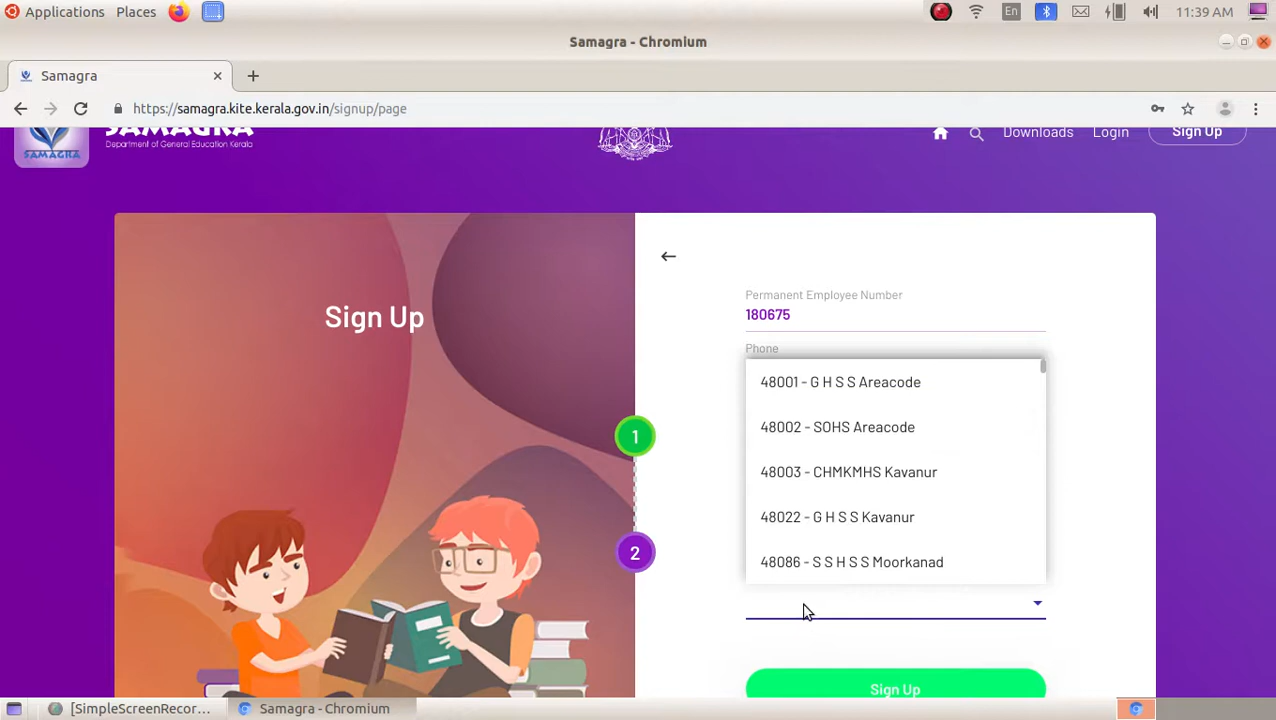 Applications Places En 11:39 AM
Samagra - Chromium
Samagra
https://samagra.kite.kerala.gov.in/signup/page
SAMAGRA
SAMAGRA
Department of General Education Kerala
Downloads Login Sign Up
Sign Up
Permanent Employee Number
180675
Phone
48001 - G H S S Areacode
48002 - SOHS Areacode
48003 - CHMKMHS Kavanur
48022 - G H S S Kavanur
48086 - S S H S S Moorkanad
1
2
Sign Up
[SimpleScreenRecor... Samagra - Chromium